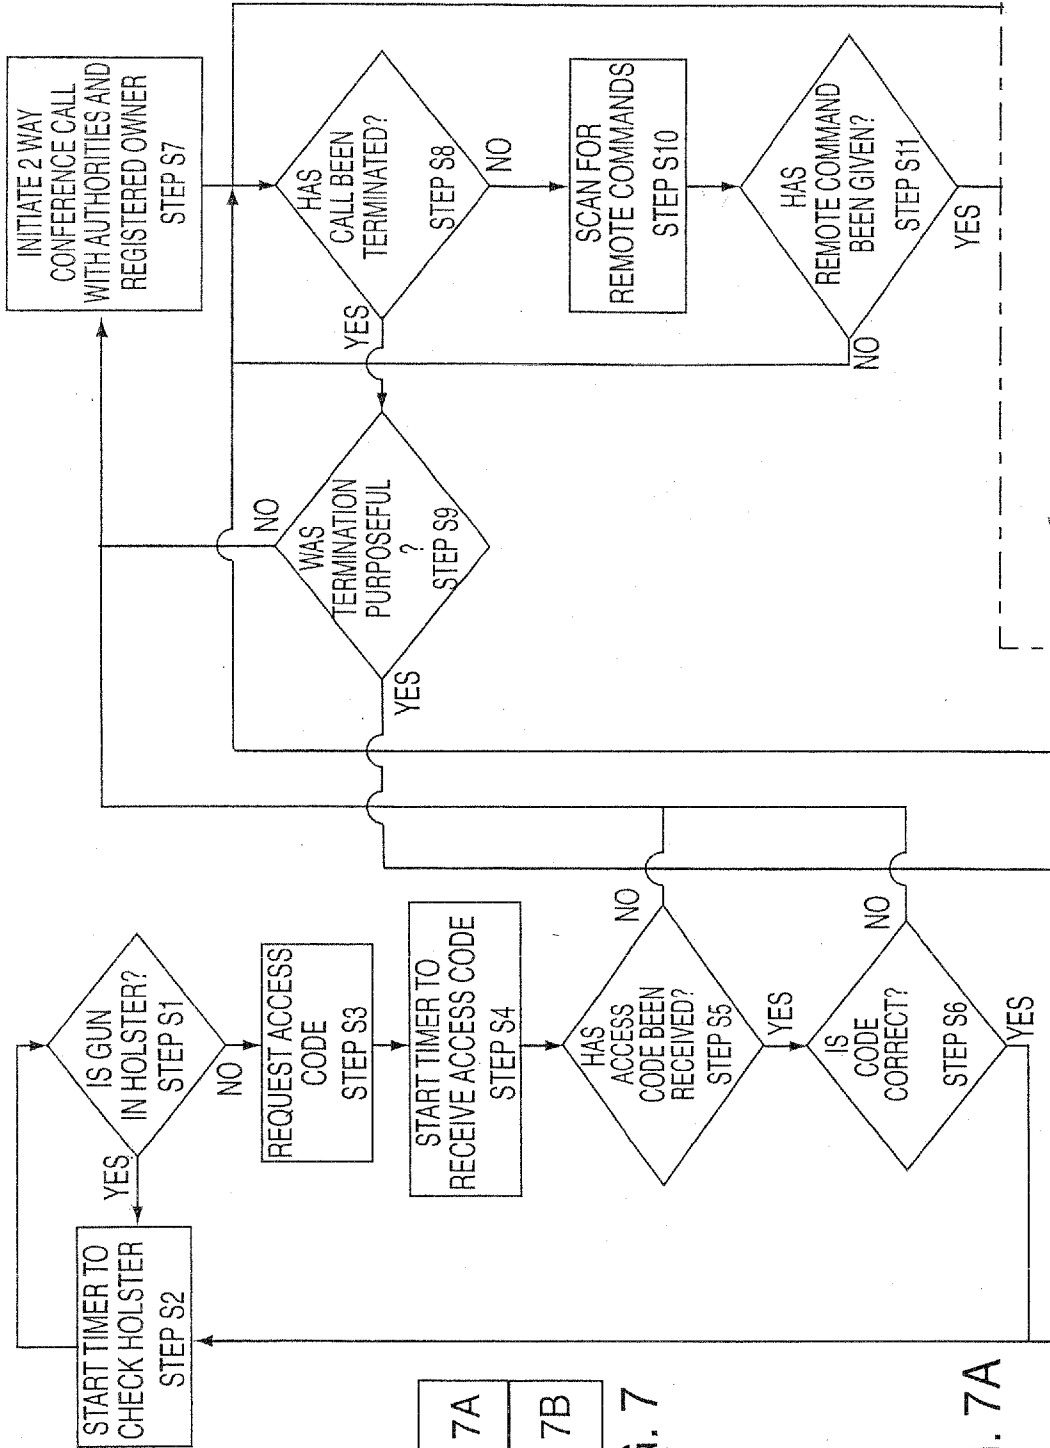 START TIMER TO
CHECK HOLSTER
STEP S2
YES
IS GUN
IN HOLSTER?
STEP S1
NO
REQUEST ACCESS
CODE
STEP S3
START TIMER TO
RECEIVE ACCESS CODE
STEP S4
HAS
ACCESS
CODE BEEN
RECEIVED?
STEP S5
NO
YES
IS
CODE
CORRECT?
STEP S6
NO
YES
INITIATE 2 WAY
CONFERENCE CALL
WITH AUTHORITIES AND
REGISTERED OWNER
STEP S7
HAS
CALL BEEN
TERMINATED?
STEP S8
YES
NO
WAS
TERMINATION
PURPOSEFUL
?
STEP S9
NO
YES
SCAN FOR
REMOTE COMMANDS
STEP S10
HAS
REMOTE COMMAND
BEEN GIVEN?
STEP S11
NO
YES
7A
7B
7
7A